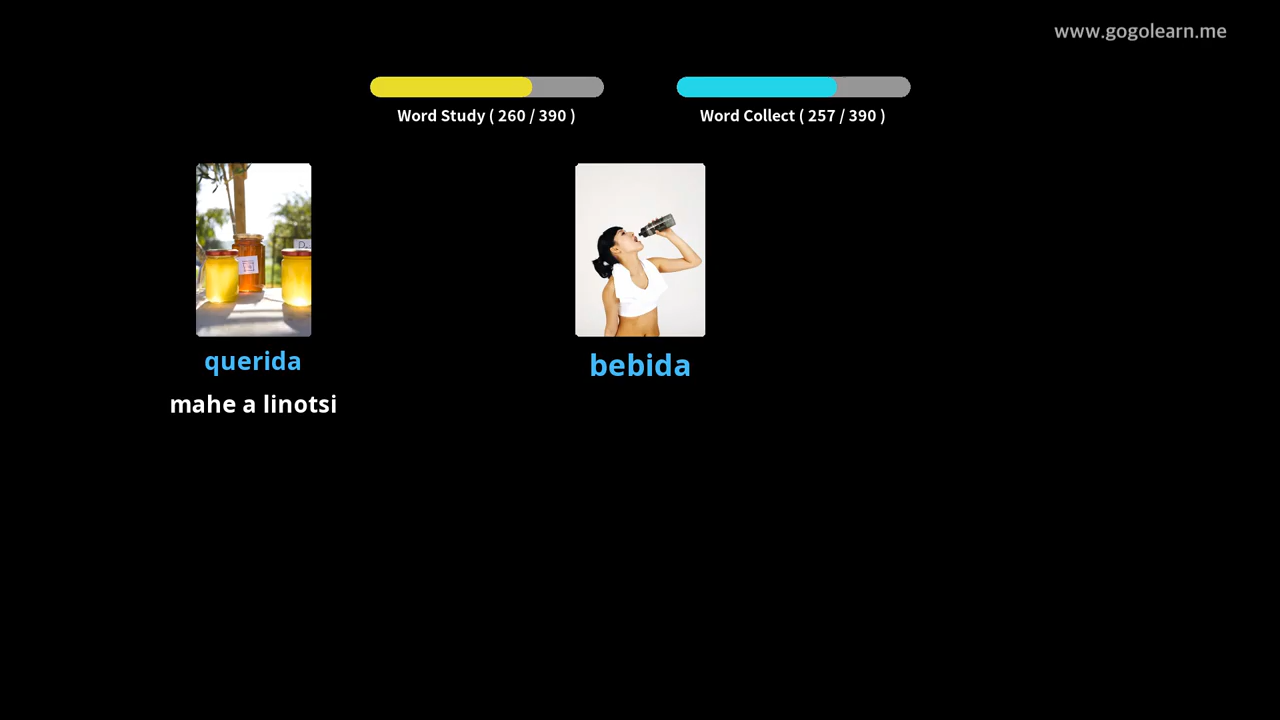 www.gogolearn.me
Word Study ( 260 / 390 )
Word Collect ( 257 / 390 )
querida
bebida
mahe a linotsi